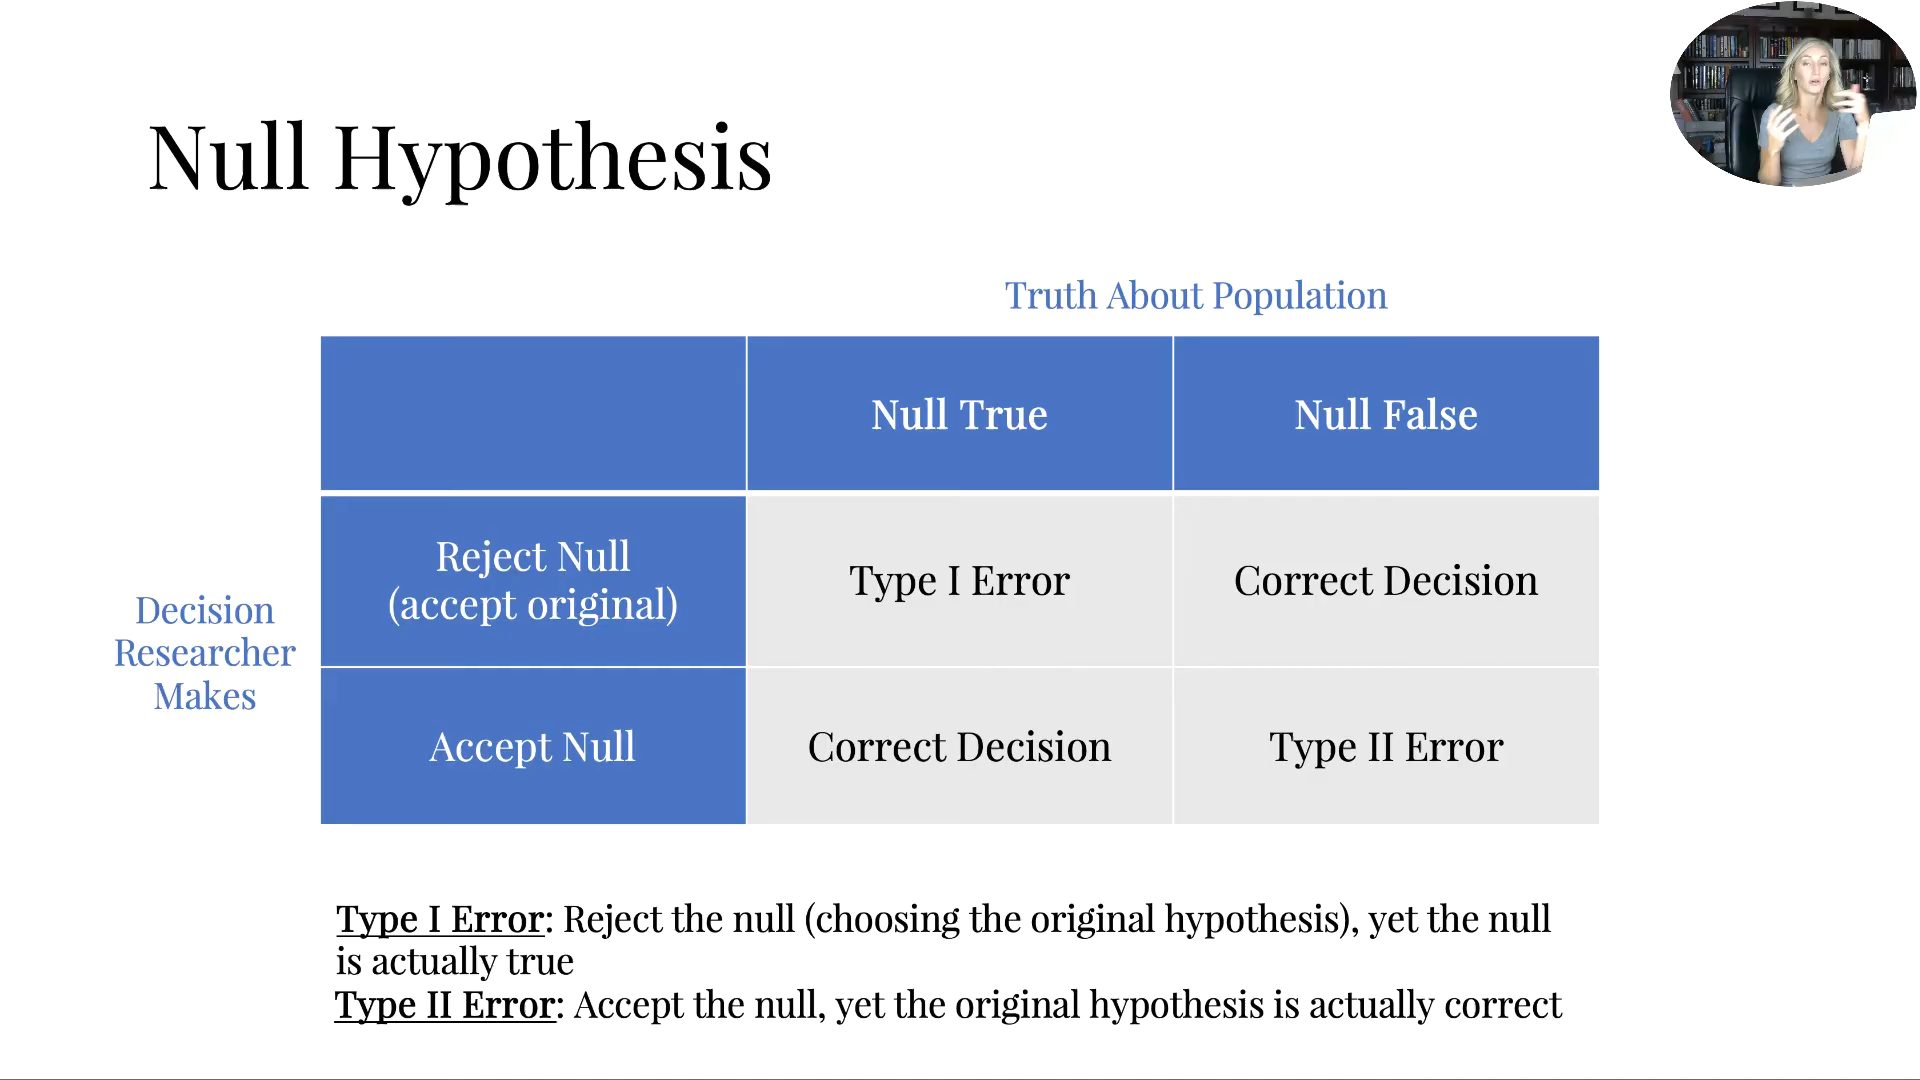 Null Hypothesis
Truth About Population
Null True
Null False
Decision
Researcher
Makes
Reject Null
(accept original)
Type I Error
Correct Decision
Accept Null
Correct Decision
Type II Error
Type I Error: Reject the null (choosing the original hypothesis), yet the null
is actually true
Type II Error: Accept the null, yet the original hypothesis is actually correct